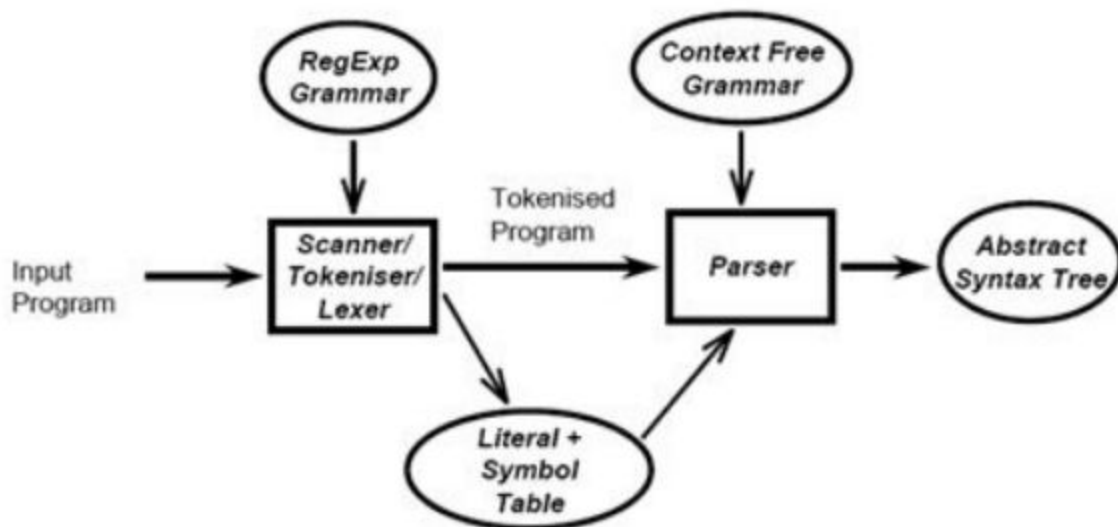 RegExp
Grammar
Context Free
Grammar
Tokenised
Program
Input
Program
Scanner/
Tokeniser/
Lexer
Parser
Abstract
Syntax Tree
Literal +
Symbol
Table